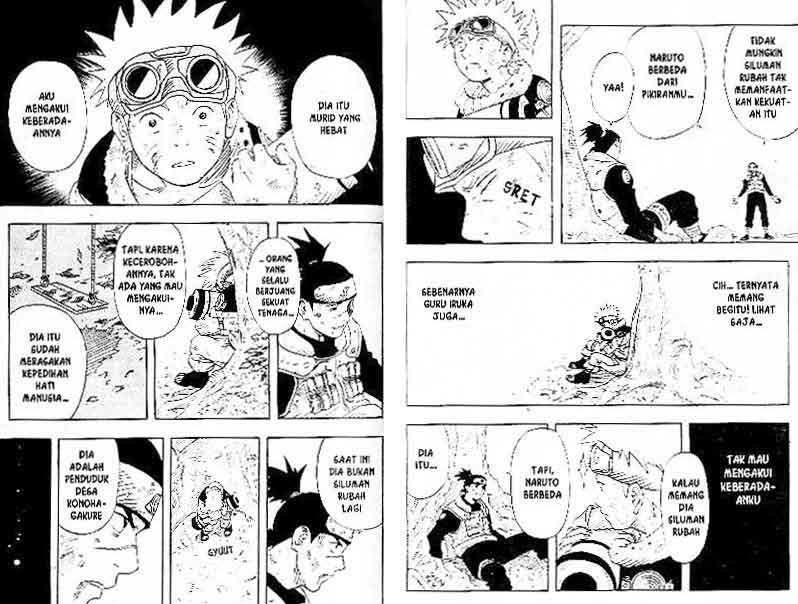 TIDAK
MUNGKIN
SILUMAN
RUBAH TAK
MEMANFAAT-
KAN KEKUAT-
AN ITU
NARUTO
BERBEDA
DARI
PIKIRANMU...
YAA!
SRET
CIH... TERNYATA
MEMANG
BEGITU! LIHAT
SAJA...
SEBENARNYA
GURU IRUKA
JUGA...
TAK MAU
MENGAKUI
KEBERADA-
ANKU
KALAU
MEMANG
DIA
SILUMAN
RUBAH
TAPI,
NARUTO
BERBEDA
DIA
ITU...
DIA ITU
MURID YANG
HEBAT
AKU
MENGAKUI
KEBERADA-
ANNYA
... ORANG
YANG
SELALU
BERJUANG
SEKUAT
TENAGA...
TAPI, KARENA
KECEROBOH-
ANNYA, TAK
ADA YANG MAU
MENGAKUI-
NYA...
DIA ITU
SUDAH
MERASAKAN
KEPEDIHAN
HATI
MANUSIA...
SAAT INI
DIA BUKAN
SILUMAN
RUBAH
LAGI
GYUUT
DIA
ADALAH
PENDUDUK
DESA
KONOHA-
GAKURE